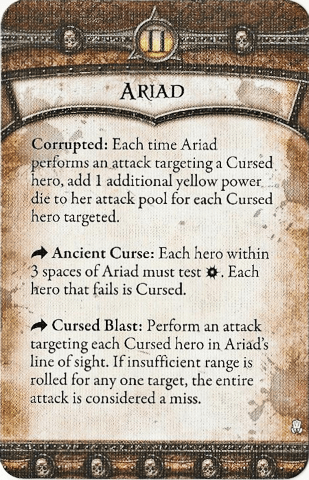 II
ARIAD
Corrupted: Each time Ariad
performs an attack targeting a Cursed
hero, add 1 additional yellow power
die to her attack pool for each Cursed
hero targeted.
Ancient Curse: Each hero within
3 spaces of Ariad must test . Each
hero that fails is Cursed.
Cursed Blast: Perform an attack
targeting each Cursed hero in Ariad's
line of sight. If insufficient range is
rolled for any one target, the entire
attack is considered a miss.